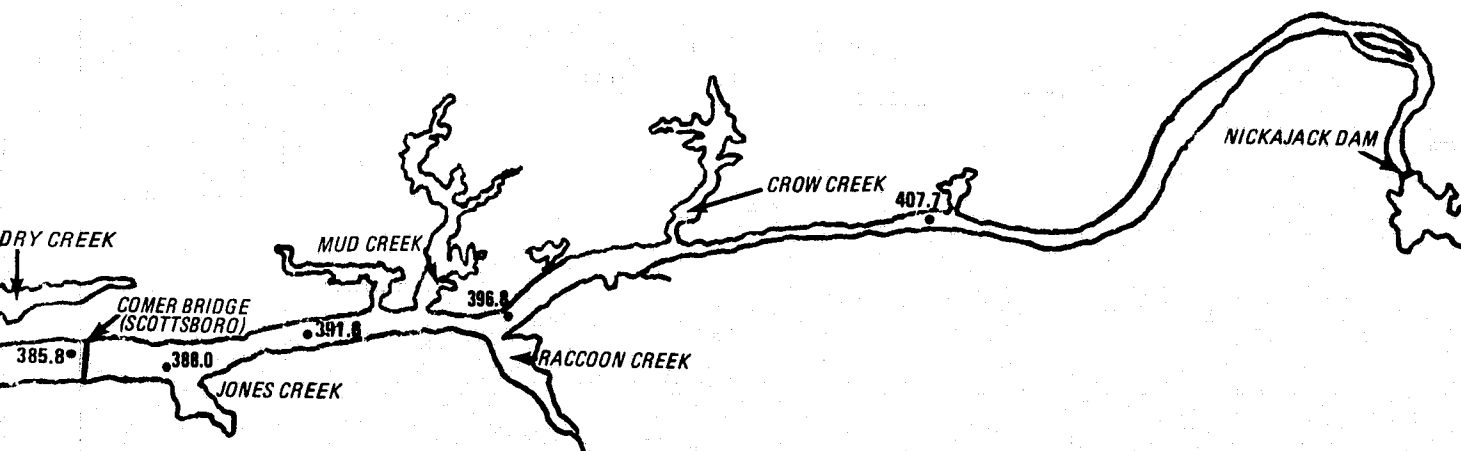 NICKAJACK DAM
CROW CREEK
407.7
DRY CREEK
MUD CREEK
396.8
COMER BRIDGE
(SCOTTSBORO)
391.8
385.8
388.0
RACCOON CREEK
JONES CREEK